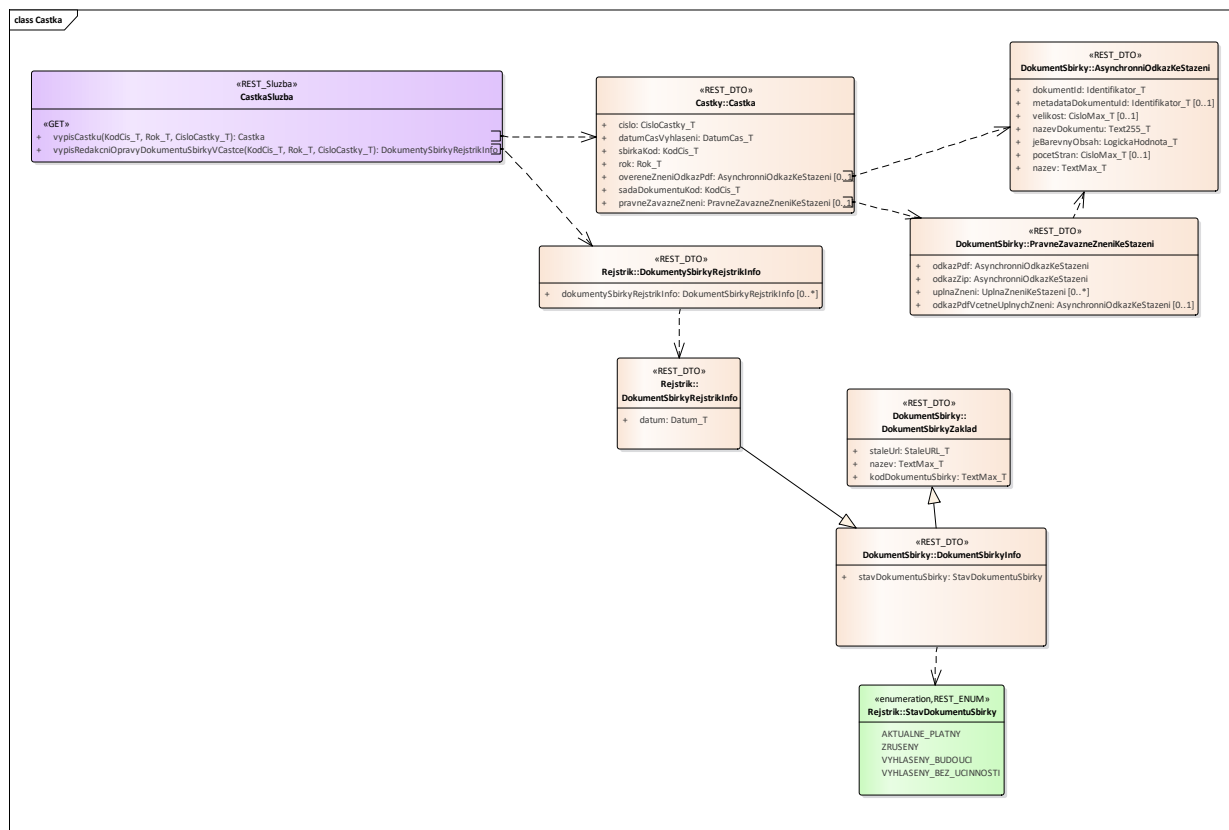 class Castka
«REST_Sluzba»
CastkaSluzba
«GET»
+ vypisCastku(KodCis_T, Rok_T, CisloCastky_T): Castka
+ vypisRedakcniOpravyDokumentuSbirkyVCastce(KodCis_T, Rok_T, CisloCastky_T): DokumentySbirkyRejstrikInfo
«REST_DTO»
Castky::Castka
+ cislo: CisloCastky_T
+ datumCasVyhlaseni: DatumCas_T
+ sbirkaKod: KodCis_T
+ rok: Rok_T
+ overeneZneniOdkazPdf: AsynchronniOdkazKeStazeni [0..1]
+ sadaDokumentuKod: KodCis_T
+ pravneZavazneZneni: PravneZavazneZneniKeStazeni [0..1]
«REST_DTO»
DokumentSbirky::AsynchronniOdkazKeStazeni
+ dokumentId: Identifikator_T
+ metadataDokumentuId: Identifikator_T [0..1]
+ velikost: CisloMax_T [0..1]
+ nazevDokumentu: Text255_T
+ jeBarevnyObsah: LogickaHodnota_T
+ pocetStran: CisloMax_T [0..1]
+ nazev: TextMax_T
«REST_DTO»
DokumentSbirky::PravneZavazneZneniKeStazeni
+ odkazPdf: AsynchronniOdkazKeStazeni
+ odkazZip: AsynchronniOdkazKeStazeni
+ uplnaZneni: UplnaZneniKeStazeni [0..*]
+ odkazPdfVcetneUplnychZneni: AsynchronniOdkazKeStazeni [0..1]
«REST_DTO»
Rejstrik::DokumentySbirkyRejstrikInfo
+ dokumentySbirkyRejstrikInfo: DokumentSbirkyRejstrikInfo [0..*]
«REST_DTO»
Rejstrik::
DokumentSbirkyRejstrikInfo
+ datum: Datum_T
«REST_DTO»
DokumentSbirky::
DokumentSbirkyZaklad
+ staleUrl: StaleURL_T
+ nazev: TextMax_T
+ kodDokumentuSbirky: TextMax_T
«REST_DTO»
DokumentSbirky::DokumentSbirkyInfo
+ stavDokumentuSbirky: StavDokumentuSbirky
«enumeration,REST_ENUM»
Rejstrik::StavDokumentuSbirky
AKTUALNE_PLATNY
ZRUSENY
VYHLASENY_BUDOUCI
VYHLASENY_BEZ_UCINNOSTI